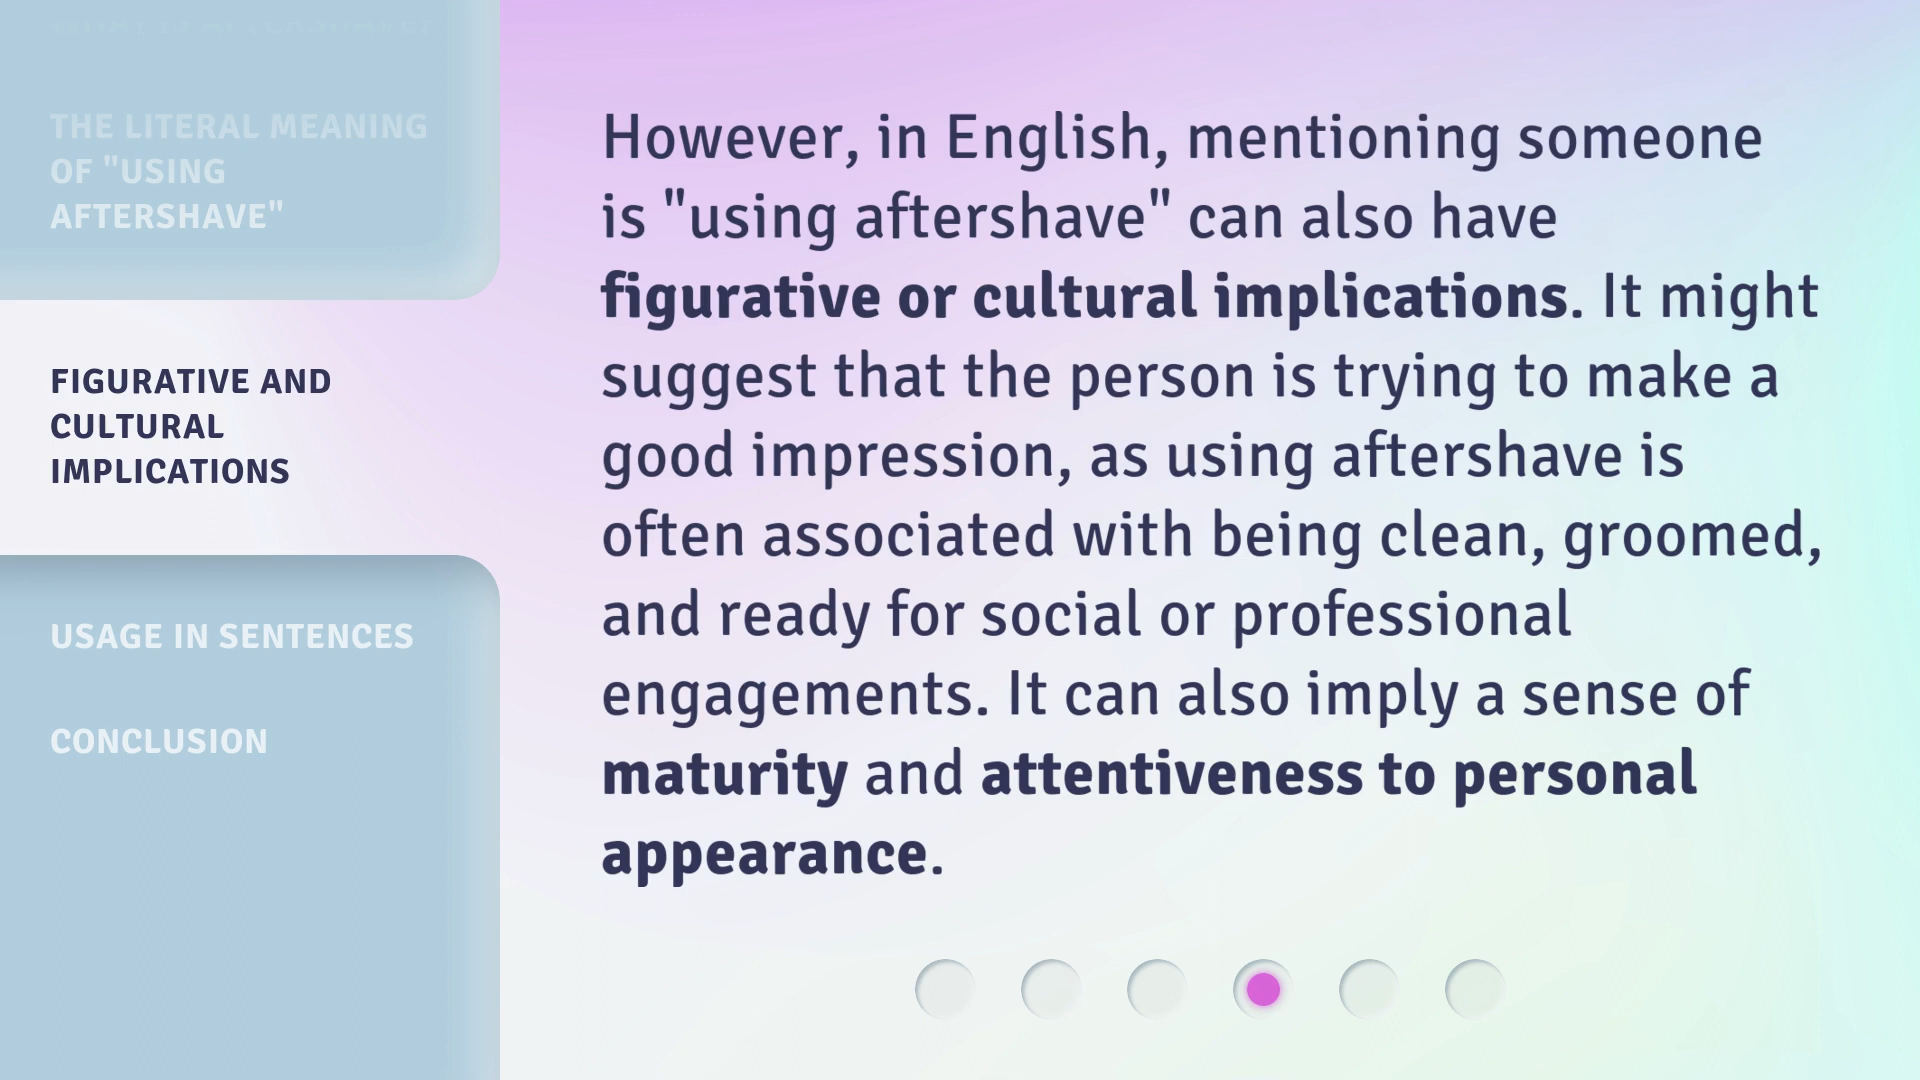 THE LITERAL MEANING
OF "USING
AFTERSHAVE"
FIGURATIVE AND
CULTURAL
IMPLICATIONS
USAGE IN SENTENCES
CONCLUSION
However, in English, mentioning someone
is "using aftershave" can also have
figurative or cultural implications. It might
suggest that the person is trying to make a
good impression, as using aftershave is
often associated with being clean, groomed,
and ready for social or professional
engagements. It can also imply a sense of
maturity and attentiveness to personal
appearance.